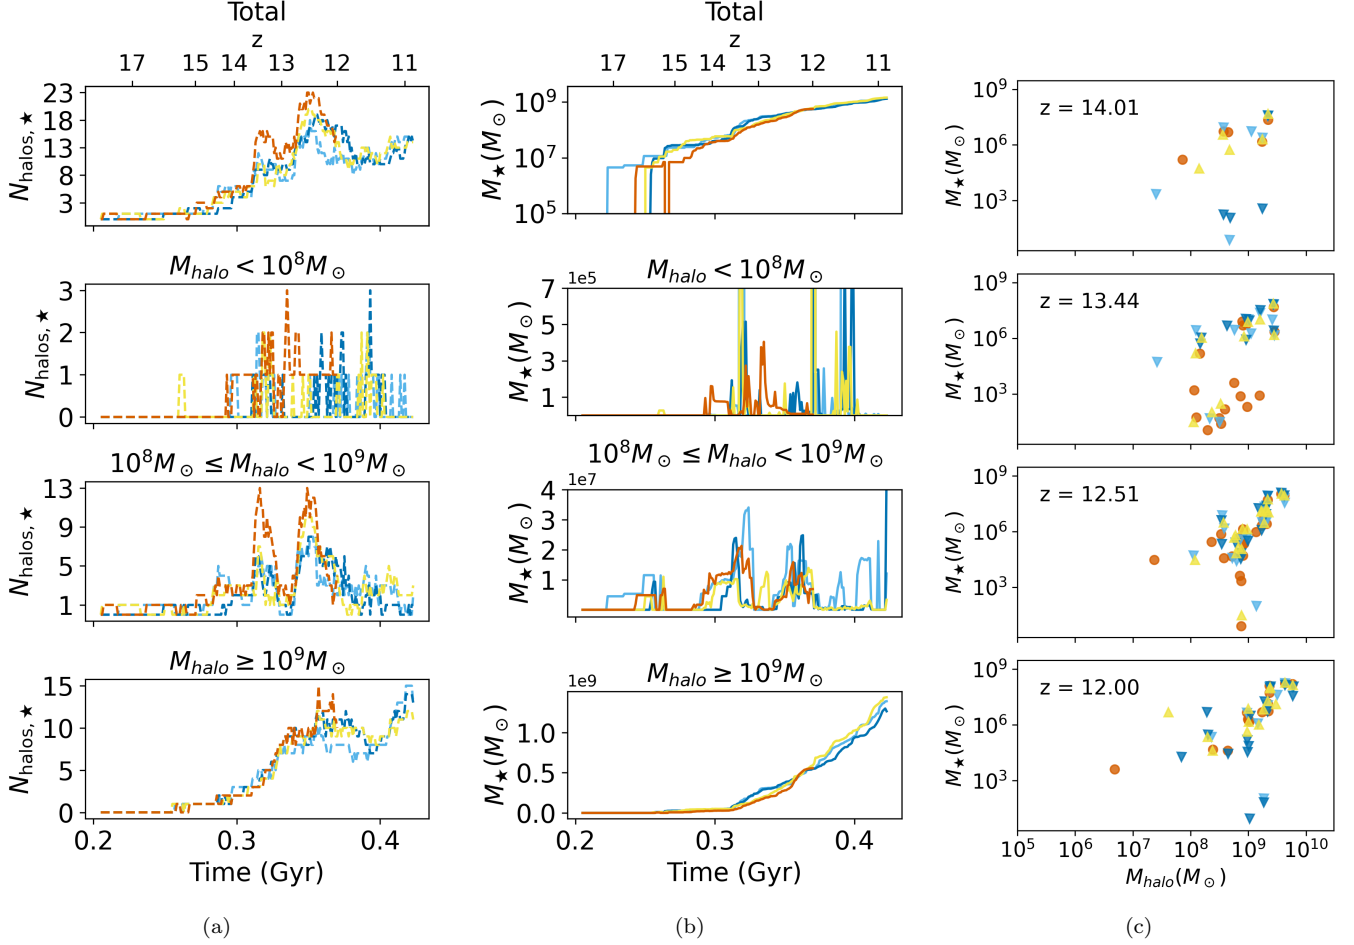 Total
z
17 15 14 13 12 11
23
18
13
8
3
N_halos,★
M_halo < 10^8 M_⊙
3
2
1
0
N_halos,★
10^8 M_⊙ ≤ M_halo < 10^9 M_⊙
13
9
5
1
N_halos,★
M_halo ≥ 10^9 M_⊙
15
10
5
0
N_halos,★
0.2 0.3 0.4
Time (Gyr)
(a)
Total
z
17 15 14 13 12 11
10^9
10^7
10^5
M_★(M_⊙)
1e5
M_halo < 10^8 M_⊙
7
5
3
1
M_★(M_⊙)
10^8 M_⊙ ≤ M_halo < 10^9 M_⊙
1e7
4
3
2
1
M_★(M_⊙)
1e9
M_halo ≥ 10^9 M_⊙
1.0
0.5
0.0
M_★(M_⊙)
0.2 0.3 0.4
Time (Gyr)
(b)
z = 14.01
10^9
10^6
10^3
M_★(M_⊙)
z = 13.44
10^9
10^6
10^3
M_★(M_⊙)
z = 12.51
10^9
10^6
10^3
M_★(M_⊙)
z = 12.00
10^9
10^6
10^3
M_★(M_⊙)
10^5 10^6 10^7 10^8 10^9 10^10
M_halo(M_⊙)
(c)